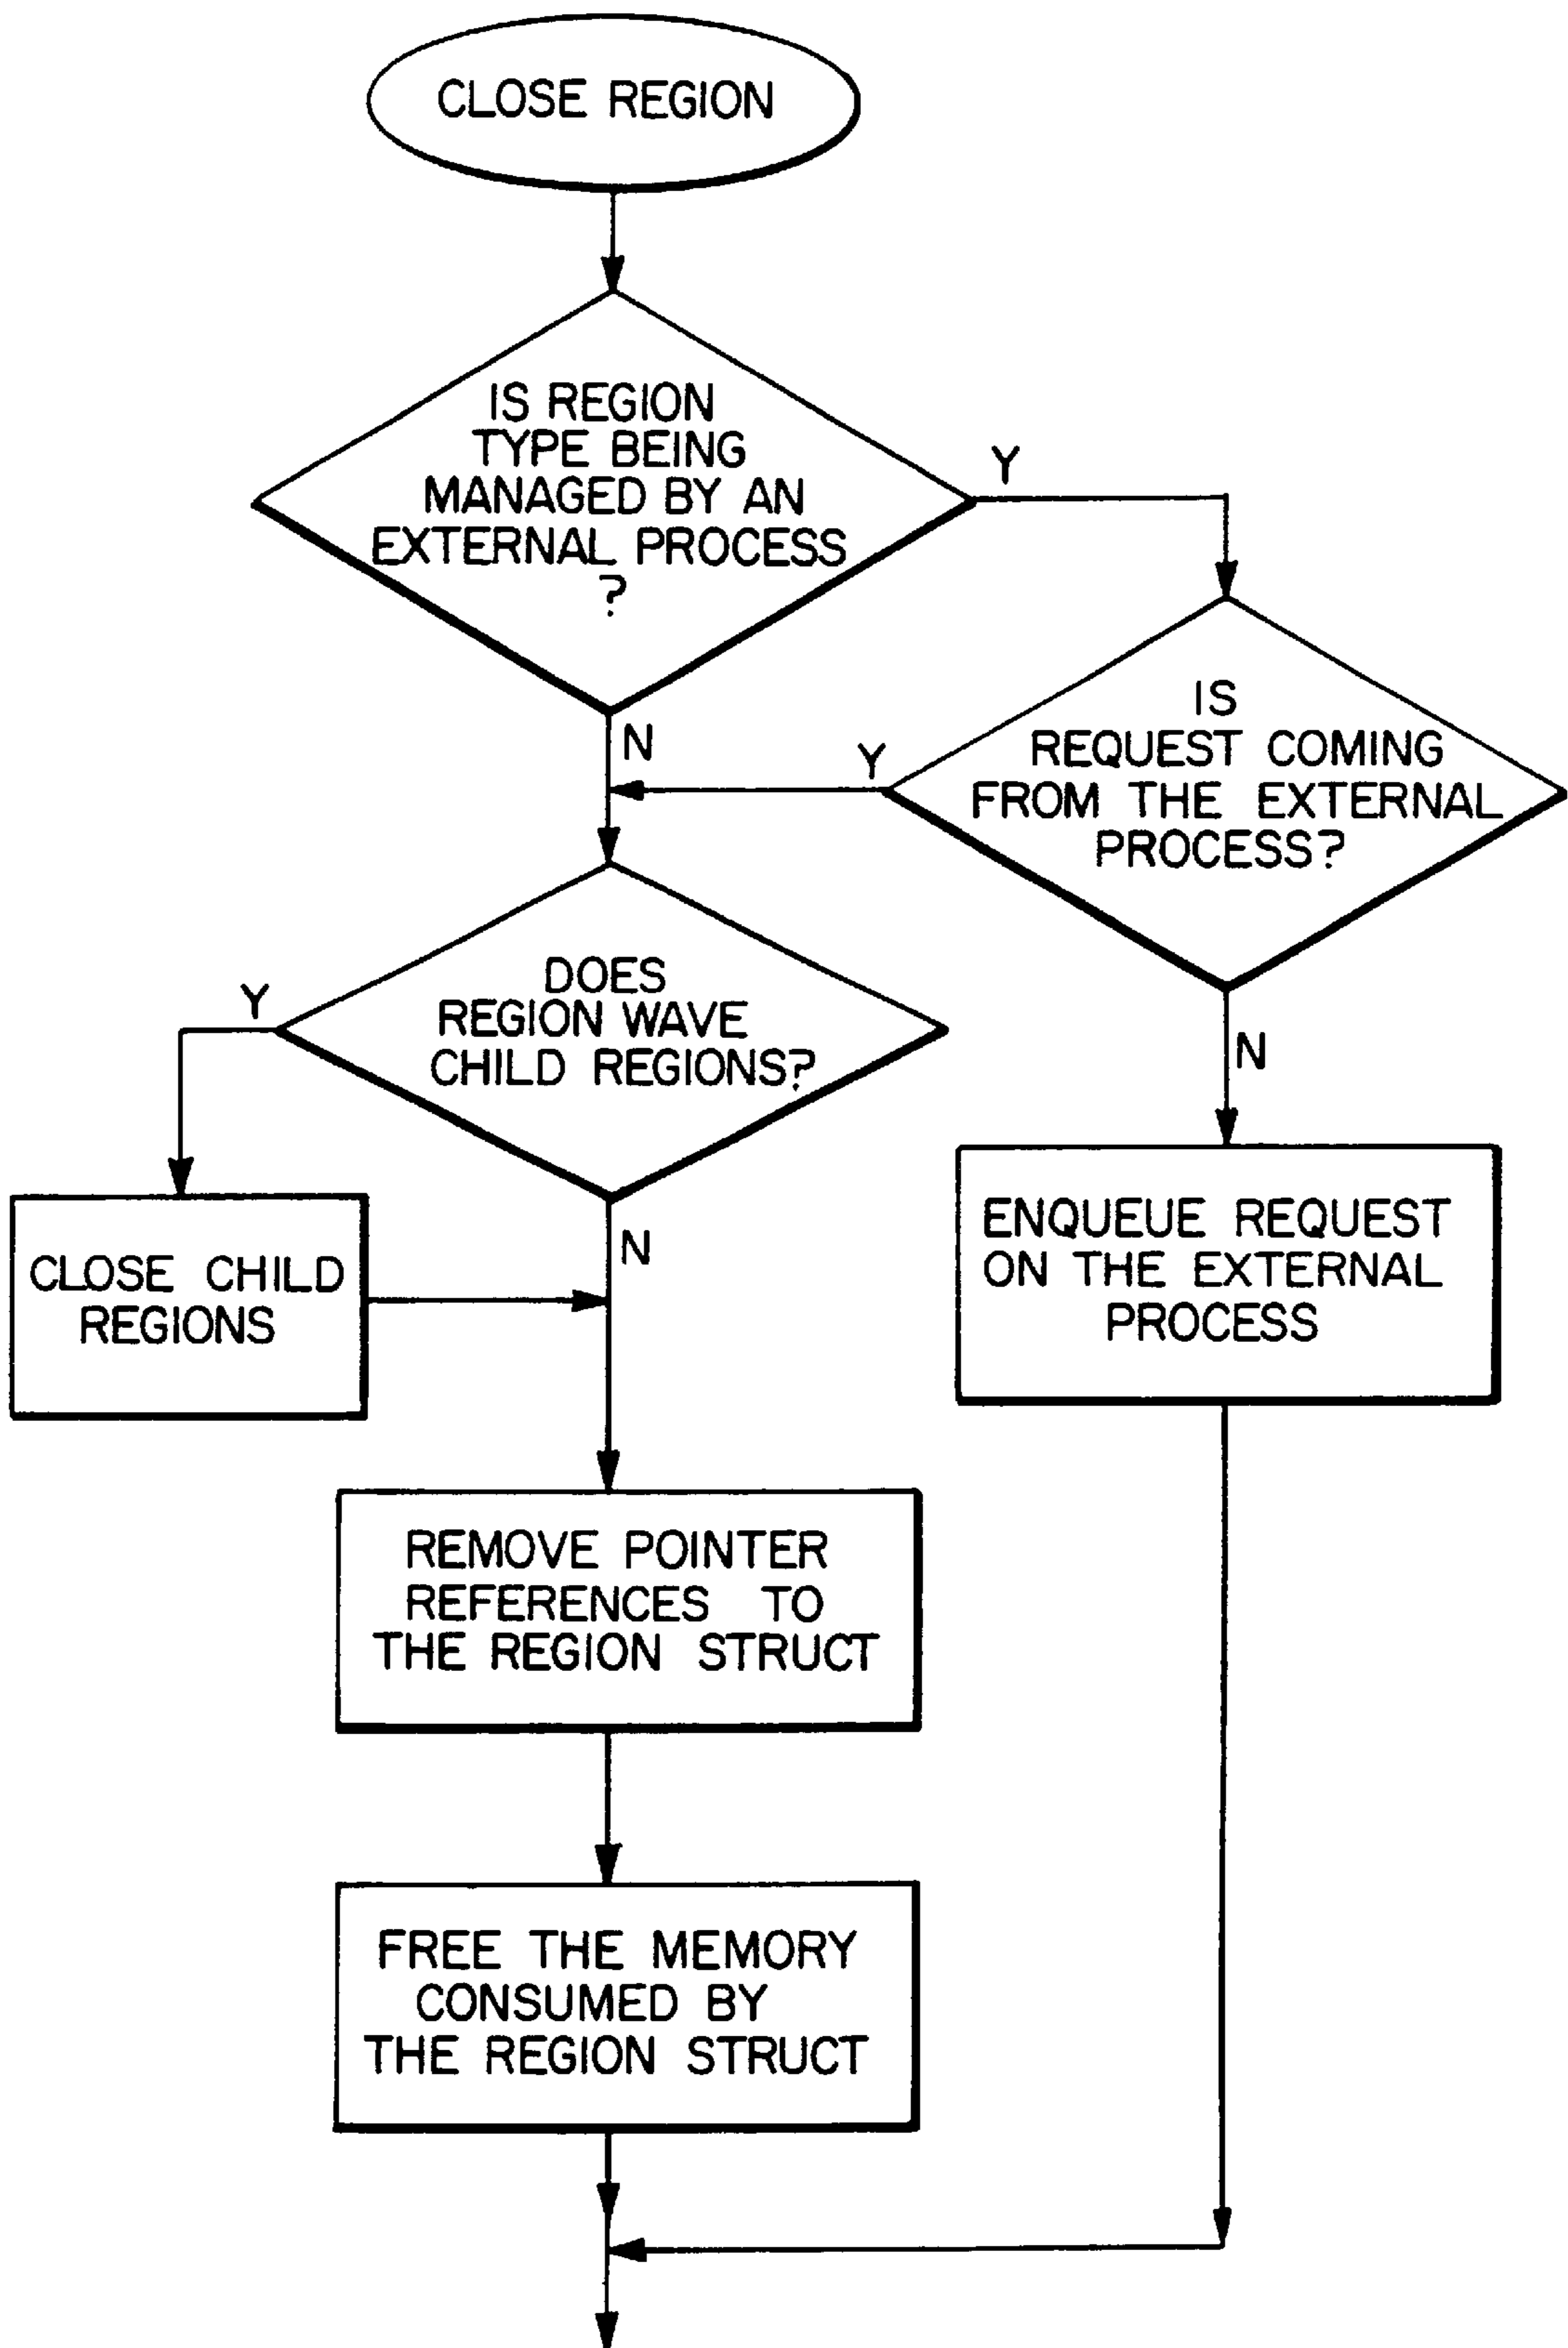 CLOSE REGION
IS REGION
TYPE BEING
MANAGED BY AN
EXTERNAL PROCESS
?
Y
N
IS
REQUEST COMING
FROM THE EXTERNAL
PROCESS?
Y
N
DOES
REGION WAVE
CHILD REGIONS?
Y
N
CLOSE CHILD
REGIONS
ENQUEUE REQUEST
ON THE EXTERNAL
PROCESS
REMOVE POINTER
REFERENCES TO
THE REGION STRUCT
FREE THE MEMORY
CONSUMED BY
THE REGION STRUCT